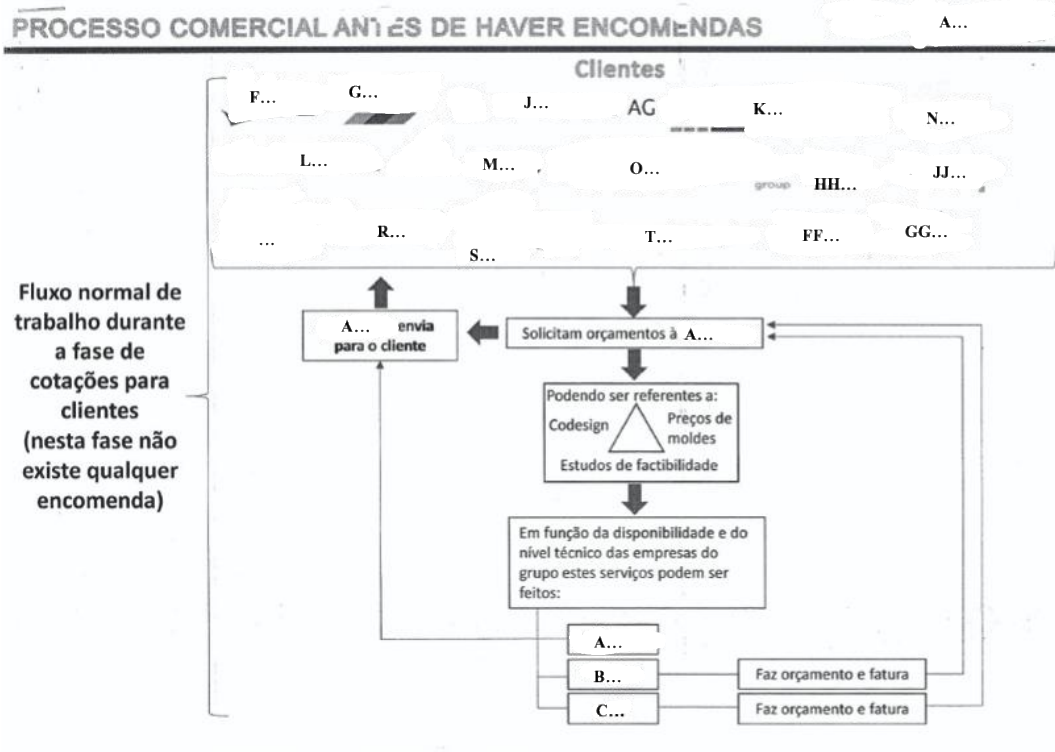 PROCESSO COMERCIAL ANTES DE HAVER ENCOMENDAS
A...
Clientes
F...
G...
J...
AG
K...
N...
L...
M...
O...
group
HH...
JJ...
...
R...
S...
T...
FF...
GG...
Fluxo normal de
trabalho durante
a fase de
cotações para
clientes
(nesta fase não
existe qualquer
encomenda)
A... envia
para o cliente
Solicitam orçamentos à A...
Podendo ser referentes a:
Codesign
Preços de
moldes
Estudos de factibilidade
Em função da disponibilidade e do
nível técnico das empresas do
grupo estes serviços podem ser
feitos:
A...
B...
Faz orçamento e fatura
C...
Faz orçamento e fatura